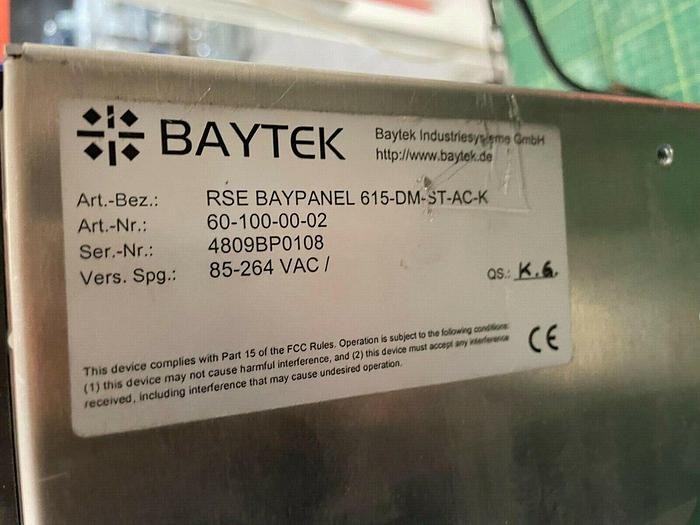 BAYTEK
Baytek Industriesysteme GmbH
http://www.baytek.de
Art.-Bez.: RSE BAYPANEL 615-DM-ST-AC-K
Art.-Nr.: 60-100-00-02
Ser.-Nr.: 4809BP0108
Vers. Spg.: 85-264 VAC /
QS.: K.G.
This device complies with Part 15 of the FCC Rules. Operation is subject to the following conditions:
(1) this device may not cause harmful interference, and (2) this device must accept any interference
received, including interference that may cause undesired operation.
CE